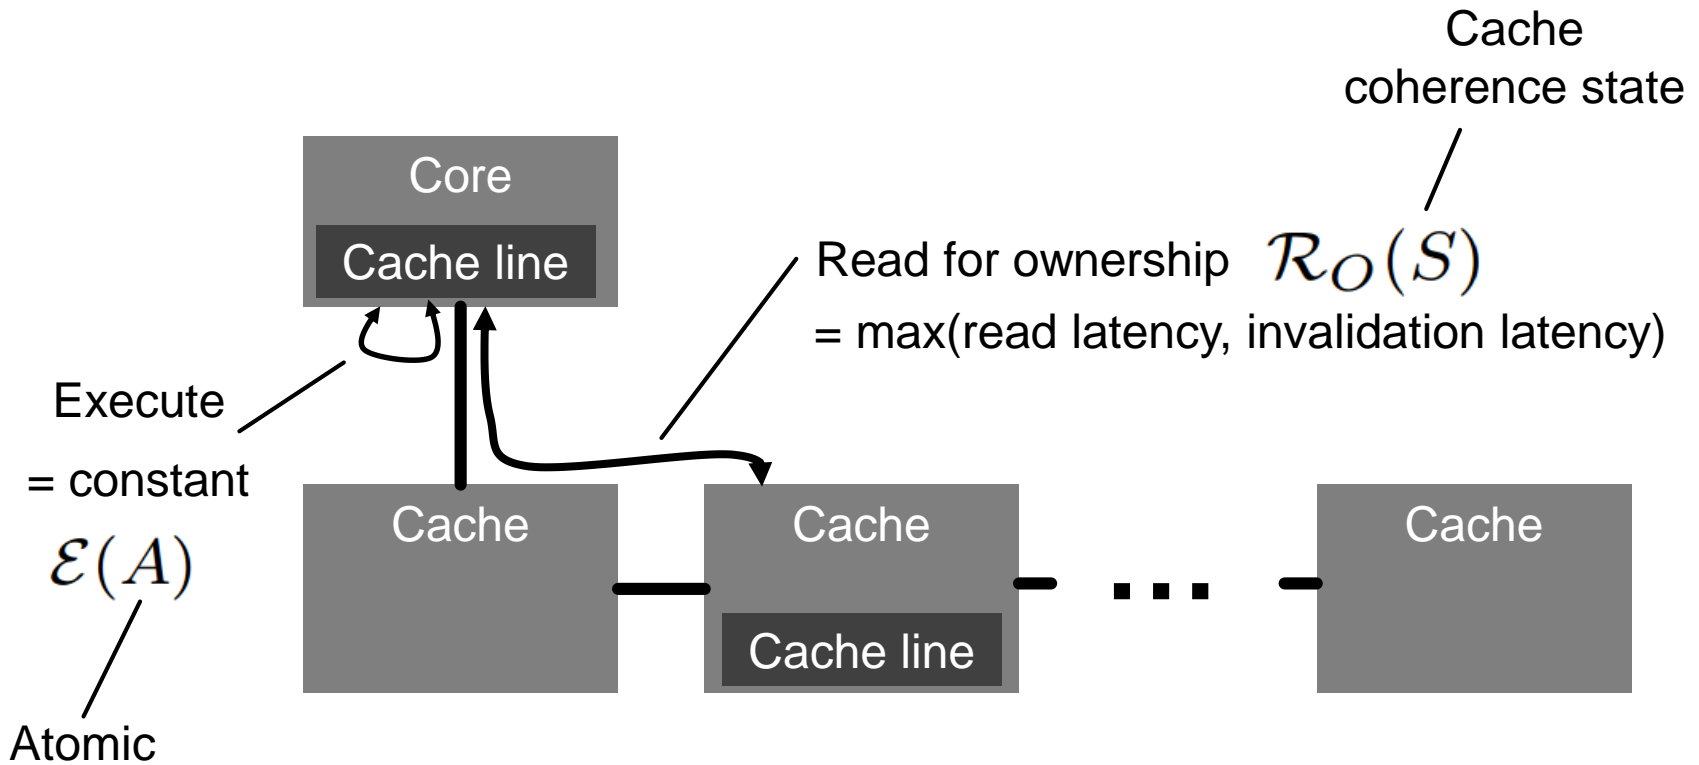 Cache
coherence state
Core
Cache line
Read for ownership $\mathcal{R}_O(S)$
= max(read latency, invalidation latency)
Execute
= constant
$\mathcal{E}(A)$
Atomic
Cache
Cache
Cache
...
Cache line